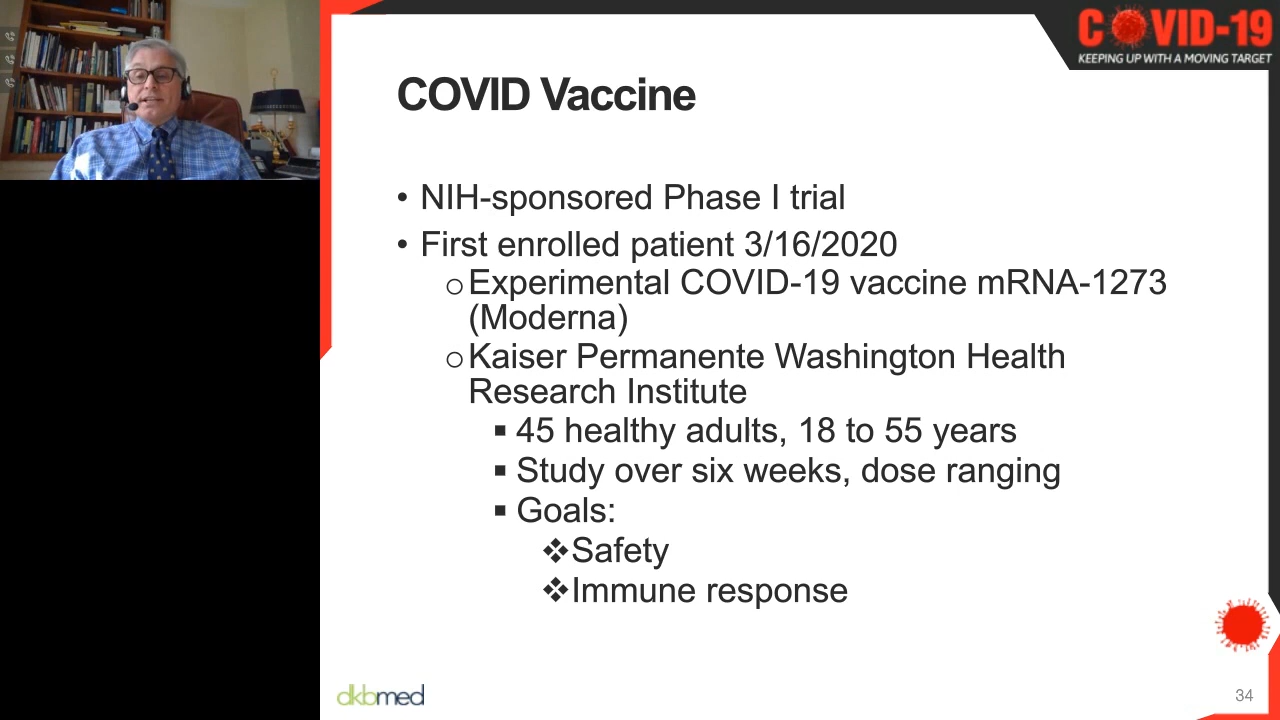 COVID-19
KEEPING UP WITH A MOVING TARGET
COVID Vaccine
• NIH-sponsored Phase I trial
• First enrolled patient 3/16/2020
o Experimental COVID-19 vaccine mRNA-1273
(Moderna)
o Kaiser Permanente Washington Health
Research Institute
▪ 45 healthy adults, 18 to 55 years
▪ Study over six weeks, dose ranging
▪ Goals:
❖Safety
❖Immune response
dkbmed
34